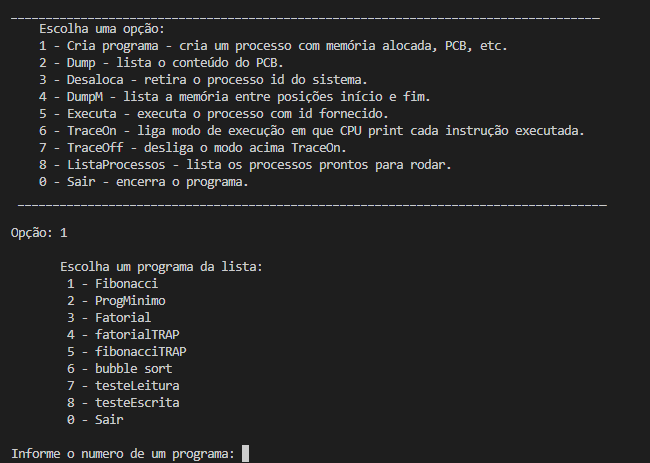 Escolha uma opção:
1 - Cria programa - cria um processo com memória alocada, PCB, etc.
2 - Dump - lista o conteúdo do PCB.
3 - Desaloca - retira o processo id do sistema.
4 - DumpM - lista a memória entre posições início e fim.
5 - Executa - executa o processo com id fornecido.
6 - TraceOn - liga modo de execução em que CPU print cada instrução executada.
7 - TraceOff - desliga o modo acima TraceOn.
8 - ListaProcessos - lista os processos prontos para rodar.
0 - Sair - encerra o programa.
Opção: 1
Escolha um programa da lista:
1 - Fibonacci
2 - ProgMinimo
3 - Fatorial
4 - fatorialTRAP
5 - fibonacciTRAP
6 - bubble sort
7 - testeLeitura
8 - testeEscrita
0 - Sair
Informe o numero de um programa: